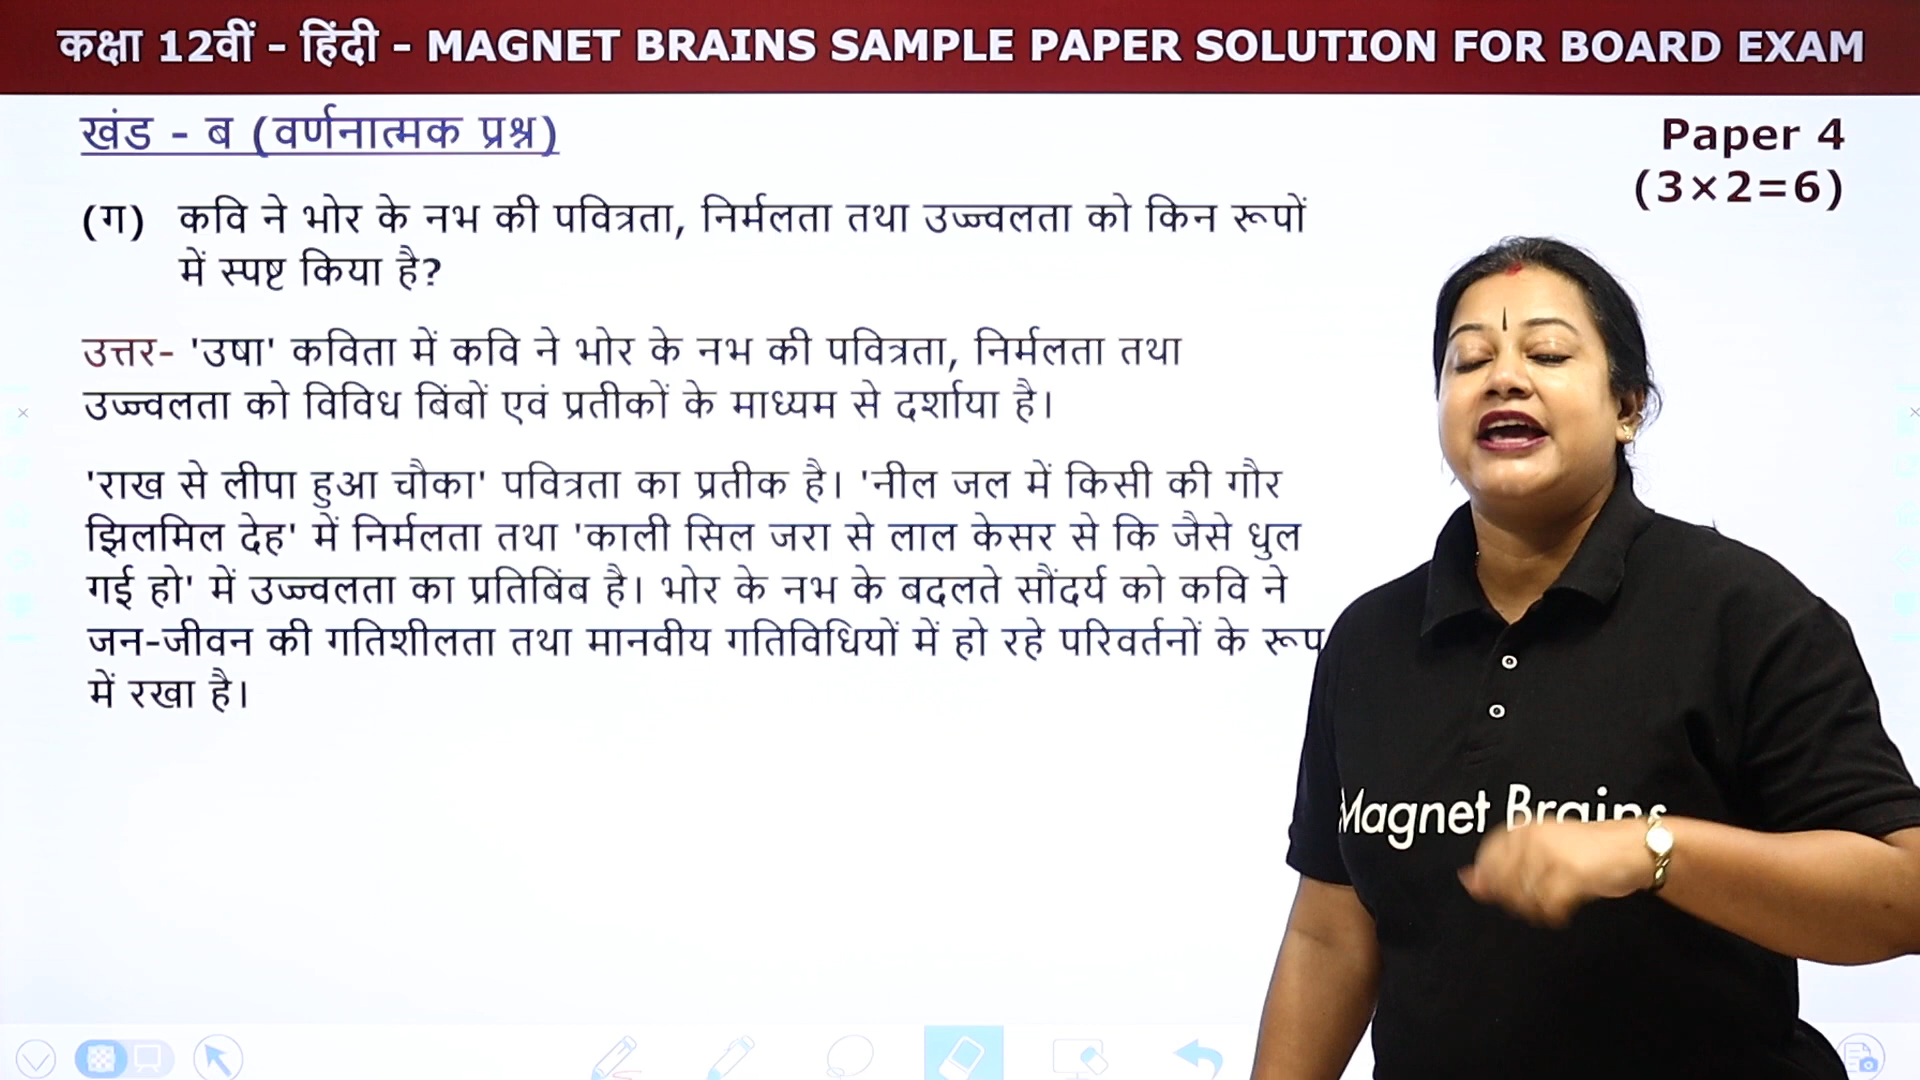 कक्षा 12वीं - हिंदी - MAGNET BRAINS SAMPLE PAPER SOLUTION FOR BOARD EXAM
खंड - ब (वर्णनात्मक प्रश्न)
Paper 4
(3×2=6)
(ग) कवि ने भोर के नभ की पवित्रता, निर्मलता तथा उज्ज्वलता को किन रूपों
में स्पष्ट किया है?
उत्तर- 'उषा' कविता में कवि ने भोर के नभ की पवित्रता, निर्मलता तथा
उज्ज्वलता को विविध बिंबों एवं प्रतीकों के माध्यम से दर्शाया है।
'राख से लीपा हुआ चौका' पवित्रता का प्रतीक है। 'नील जल में किसी की गौर
झिलमिल देह' में निर्मलता तथा 'काली सिल जरा से लाल केसर से कि जैसे धुल
गई हो' में उज्ज्वलता का प्रतिबिंब है। भोर के नभ के बदलते सौंदर्य को कवि ने
जन-जीवन की गतिशीलता तथा मानवीय गतिविधियों में हो रहे परिवर्तनों के रूप
में रखा है।
Magnet Brains